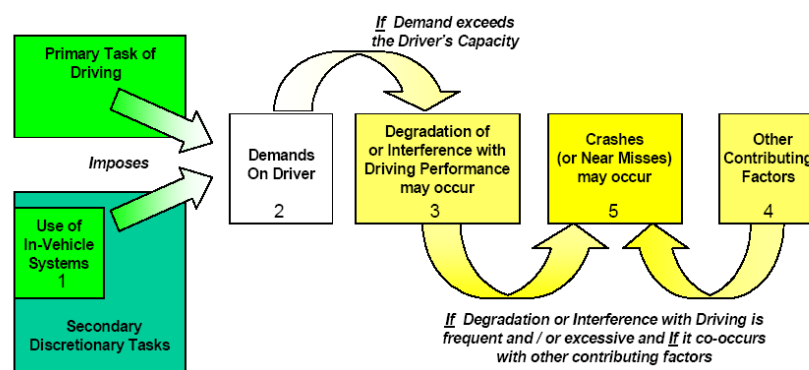 If Demand exceeds
the Driver's Capacity
Primary Task of
Driving
Imposes
Use of
In-Vehicle
Systems
1
Secondary
Discretionary Tasks
Demands
On Driver
2
Degradation of
or Interference with
Driving Performance
may occur
3
Crashes
(or Near Misses)
may occur
5
Other
Contributing
Factors
4
If Degradation or Interference with Driving is
frequent and / or excessive and If it co-occurs
with other contributing factors